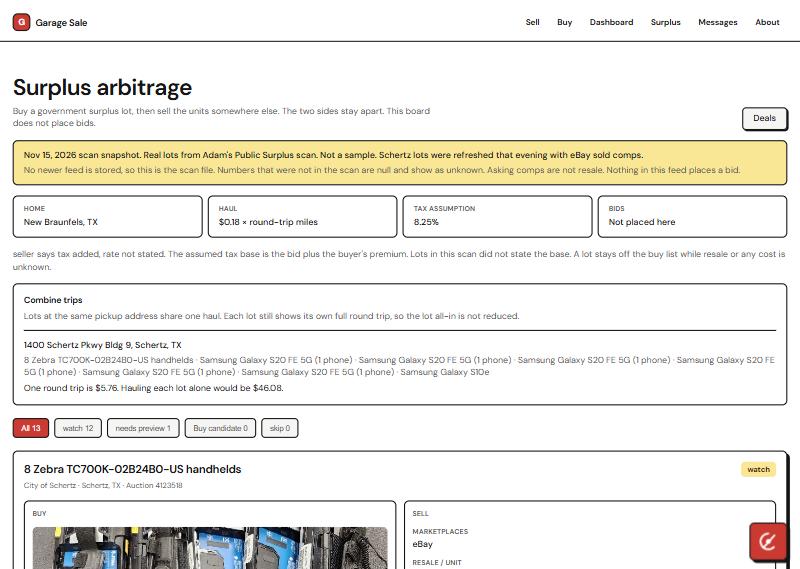 G Garage Sale Sell Buy Dashboard Surplus Messages About
Surplus arbitrage
Buy a government surplus lot, then sell the units somewhere else. The two sides stay apart. This board
does not place bids.
Deals
Nov 15, 2026 scan snapshot. Real lots from Adam's Public Surplus scan. Not a sample. Schertz lots were refreshed that evening with eBay sold comps.
No newer feed is stored, so this is the scan file. Numbers that were not in the scan are null and show as unknown. Asking comps are not resale. Nothing in this feed places a bid.
HOME
New Braunfels, TX
HAUL
$0.18 × round-trip miles
TAX ASSUMPTION
8.25%
BIDS
Not placed here
seller says tax added, rate not stated. The assumed tax base is the bid plus the buyer's premium. Lots in this scan did not state the base. A lot stays off the buy list while resale or any cost is
unknown.
Combine trips
Lots at the same pickup address share one haul. Each lot still shows its own full round trip, so the lot all-in is not reduced.
1400 Schertz Pkwy Bldg 9, Schertz, TX
8 Zebra TC700K-02B24B0-US handhelds · Samsung Galaxy S20 FE 5G (1 phone) · Samsung Galaxy S20 FE 5G (1 phone) · Samsung Galaxy S20 FE 5G (1 phone) · Samsung Galaxy S20 FE
5G (1 phone) · Samsung Galaxy S20 FE 5G (1 phone) · Samsung Galaxy S20 FE 5G (1 phone) · Samsung Galaxy S10e
One round trip is $5.76. Hauling each lot alone would be $46.08.
All 13 watch 12 needs preview 1 Buy candidate 0 skip 0
8 Zebra TC700K-02B24B0-US handhelds
watch
City of Schertz · Schertz, TX · Auction 4123518
BUY
SELL
MARKETPLACES
eBay
RESALE / UNIT